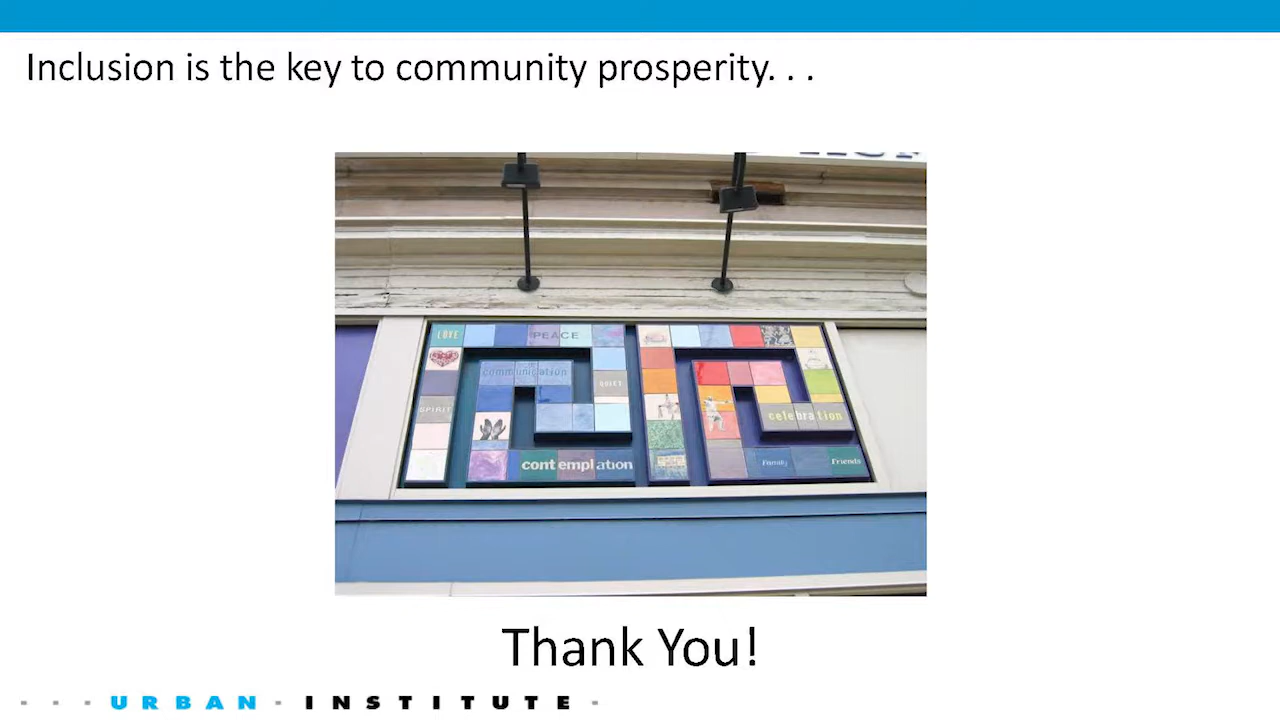 Inclusion is the key to community prosperity. . .
LOVE
PEACE
communication
QUIET
SPIRIT
celebration
contemplation
Family
Friends
Thank You!
- - - URBAN - INSTITUTE -